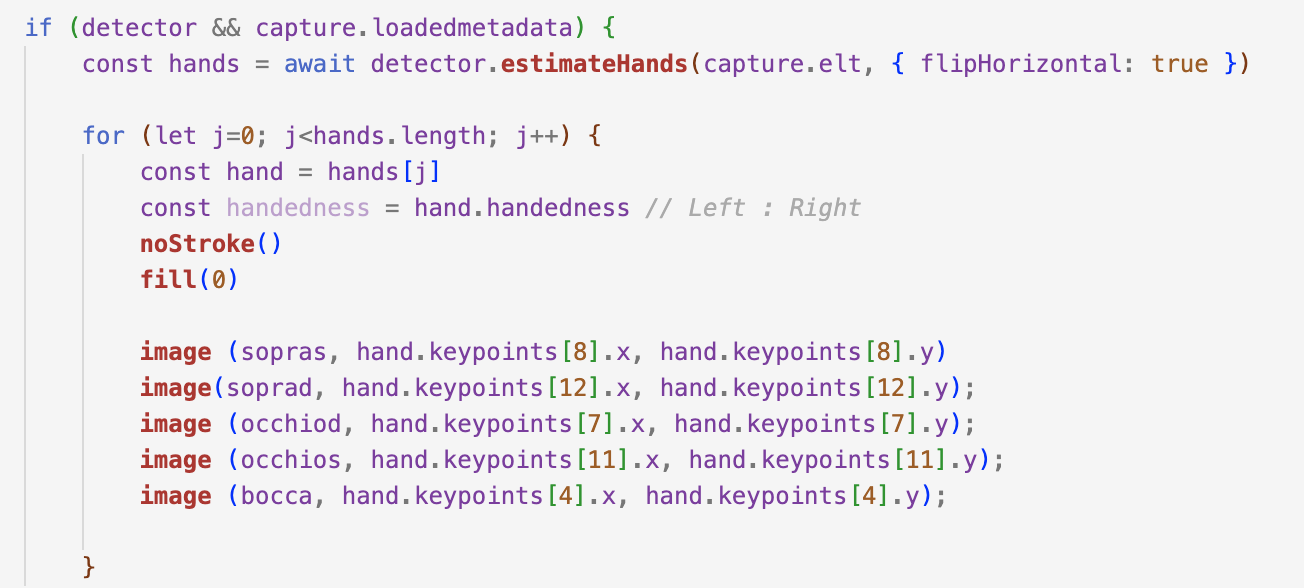 if (detector && capture.loadedmetadata) {
    const hands = await detector.estimateHands(capture.elt, { flipHorizontal: true })
    for (let j=0; j<hands.length; j++) {
        const hand = hands[j]
        const handedness = hand.handedness // Left : Right
        noStroke()
        fill(0)
        image (sopras, hand.keypoints[8].x, hand.keypoints[8].y)
        image(soprad, hand.keypoints[12].x, hand.keypoints[12].y);
        image (occhiod, hand.keypoints[7].x, hand.keypoints[7].y);
        image (occhios, hand.keypoints[11].x, hand.keypoints[11].y);
        image (bocca, hand.keypoints[4].x, hand.keypoints[4].y);
    }